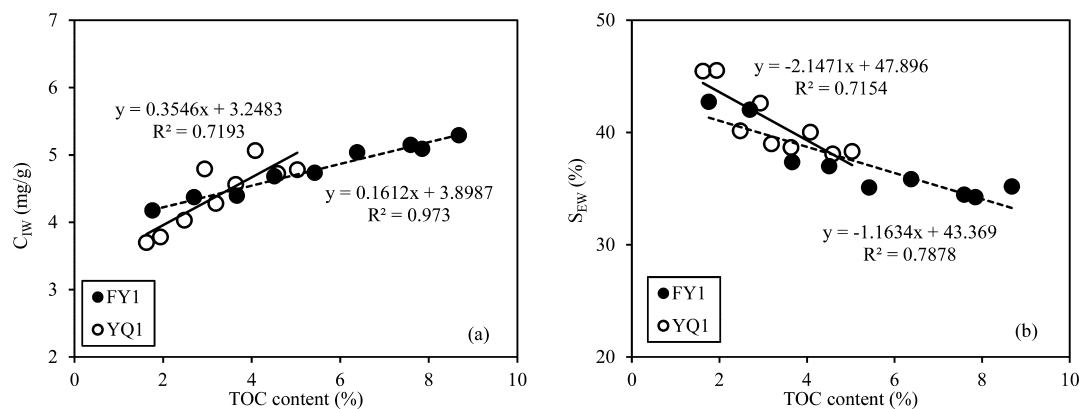 7
6
5
4
3
2
C_IW (mg/g)
y = 0.3546x + 3.2483
R² = 0.7193
y = 0.1612x + 3.8987
R² = 0.973
FY1
YQ1
(a)
0 2 4 6 8 10
TOC content (%)
50
40
30
20
S_EW (%)
y = -2.1471x + 47.896
R² = 0.7154
y = -1.1634x + 43.369
R² = 0.7878
FY1
YQ1
(b)
0 2 4 6 8 10
TOC content (%)